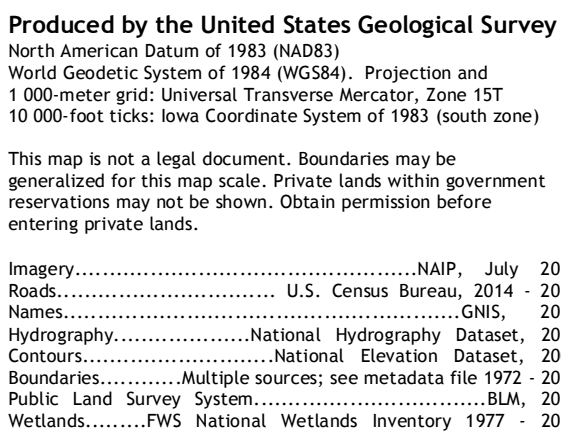 Produced by the United States Geological Survey
North American Datum of 1983 (NAD83)
World Geodetic System of 1984 (WGS84). Projection and
1 000-meter grid: Universal Transverse Mercator, Zone 15T
10 000-foot ticks: Iowa Coordinate System of 1983 (south zone)
This map is not a legal document. Boundaries may be
generalized for this map scale. Private lands within government
reservations may not be shown. Obtain permission before
entering private lands.
Imagery..................................................NAIP, July 20
Roads................................ U.S. Census Bureau, 2014 - 20
Names..........................................................GNIS, 20
Hydrography....................National Hydrography Dataset, 20
Contours............................National Elevation Dataset, 20
Boundaries............Multiple sources; see metadata file 1972 - 20
Public Land Survey System..................................BLM, 20
Wetlands.........FWS National Wetlands Inventory 1977 - 20